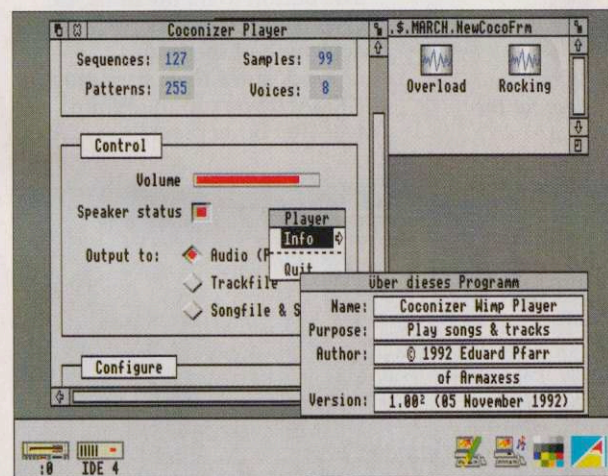 Coconizer Player
.$.MARCH.NewCocoFrm
Sequences: 127
Samples: 99
Patterns: 255
Voices: 8
Overload
Rocking
Control
Volume
Speaker status
Output to:
Audio (P
Trackfile
Songfile & S
Player
Info
Quit
über dieses Programm
Name: Coconizer Wimp Player
Purpose: Play songs & tracks
Author: © 1992 Eduard Pfarr
of Armaxess
Version: 1.00² (05 November 1992)
Configure
:0
IDE 4